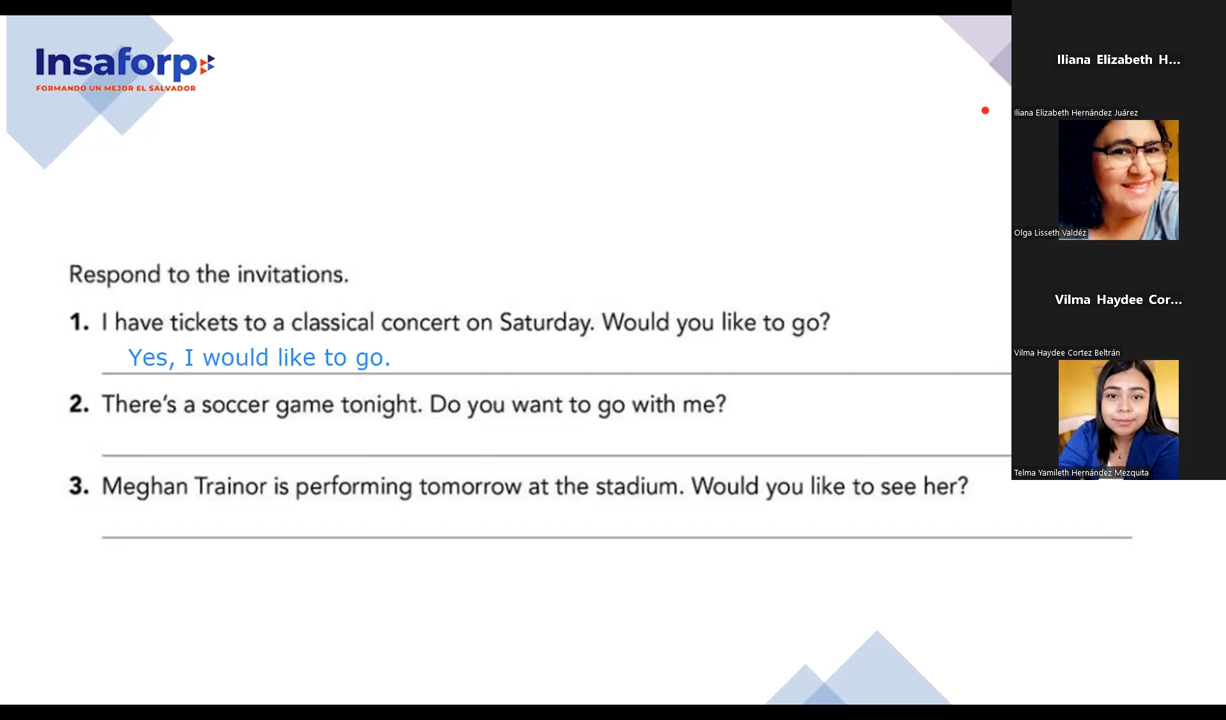 Insaforp
FORMANDO UN MEJOR EL SALVADOR
Respond to the invitations.
1. I have tickets to a classical concert on Saturday. Would you like to go?
Yes, I would like to go.
2. There's a soccer game tonight. Do you want to go with me?
3. Meghan Trainor is performing tomorrow at the stadium. Would you like to see her?
Iliana Elizabeth H...
Iliana Elizabeth Hernández Juárez
Olga Lisseth Valdéz
Vilma Haydee Cor...
Vilma Haydee Cortez Beltrán
Telma Yamileth Hernández Mezquita